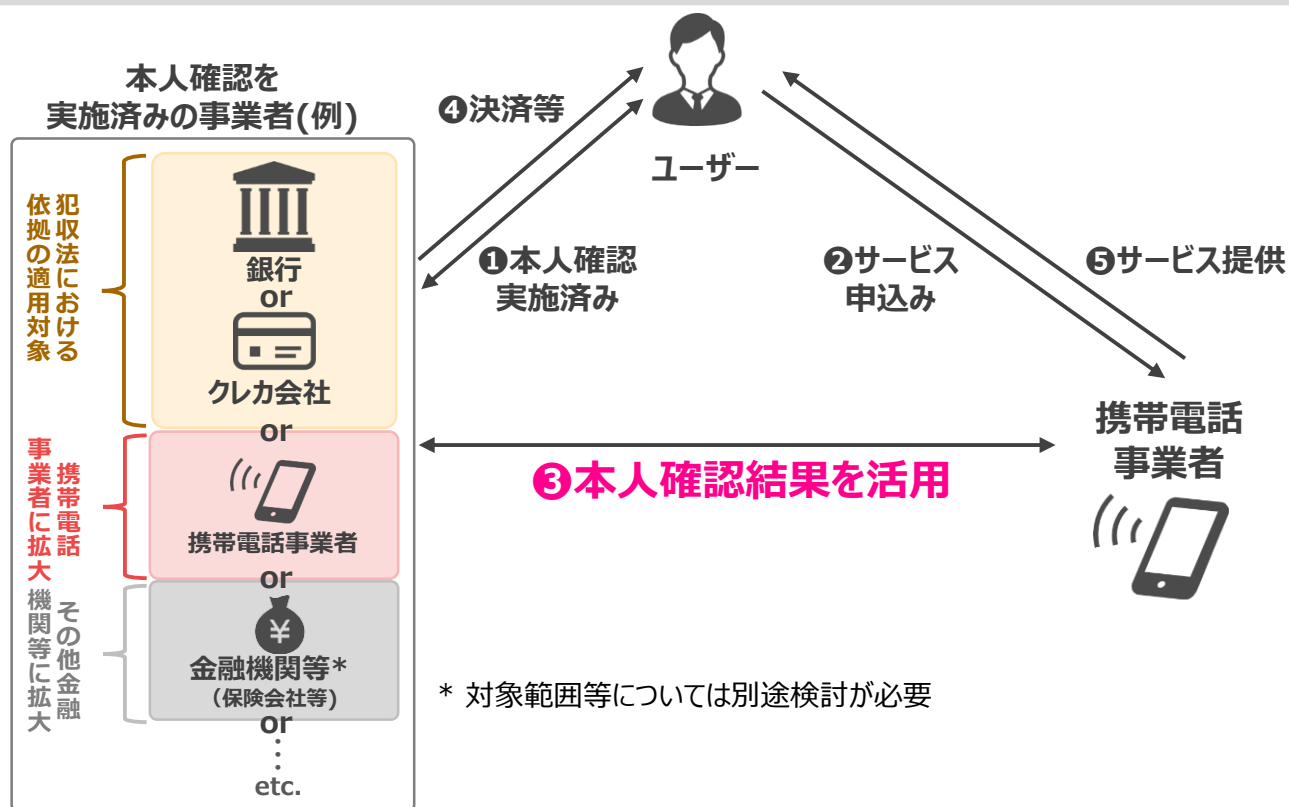 本人確認を
実施済みの事業者(例)
犯収法における
依拠の適用対象
銀行
or
クレカ会社
or
携帯電話
事業者に拡大
携帯電話事業者
or
その他金融
機関等に拡大
¥
金融機関等*
（保険会社等）
or
⋮
etc.
❹決済等
ユーザー
❶本人確認
実施済み
❷サービス
申込み
❺サービス提供
❸本人確認結果を活用
携帯電話
事業者
* 対象範囲等については別途検討が必要